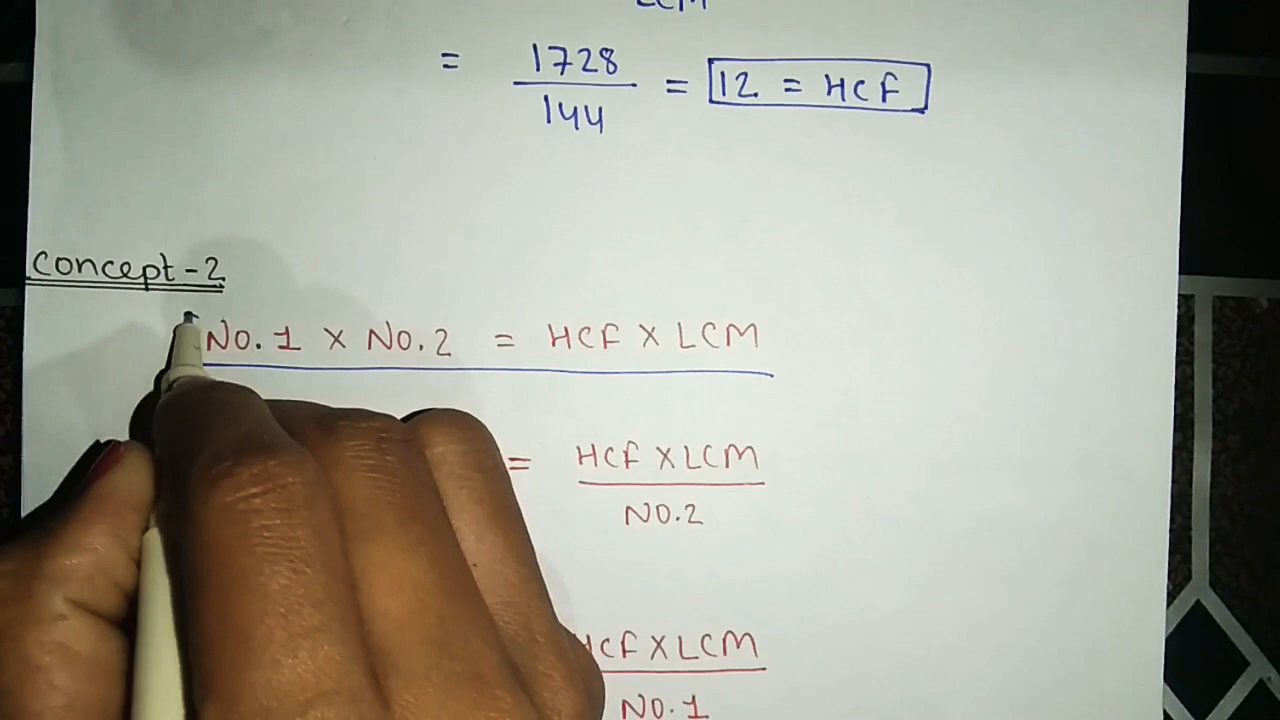 LCM
= 1728 / 144 = 12 = HCF
Concept-2
No.1 x No.2 = HCF X LCM
= HCF X LCM
NO.2
HCF X LCM
NO.1